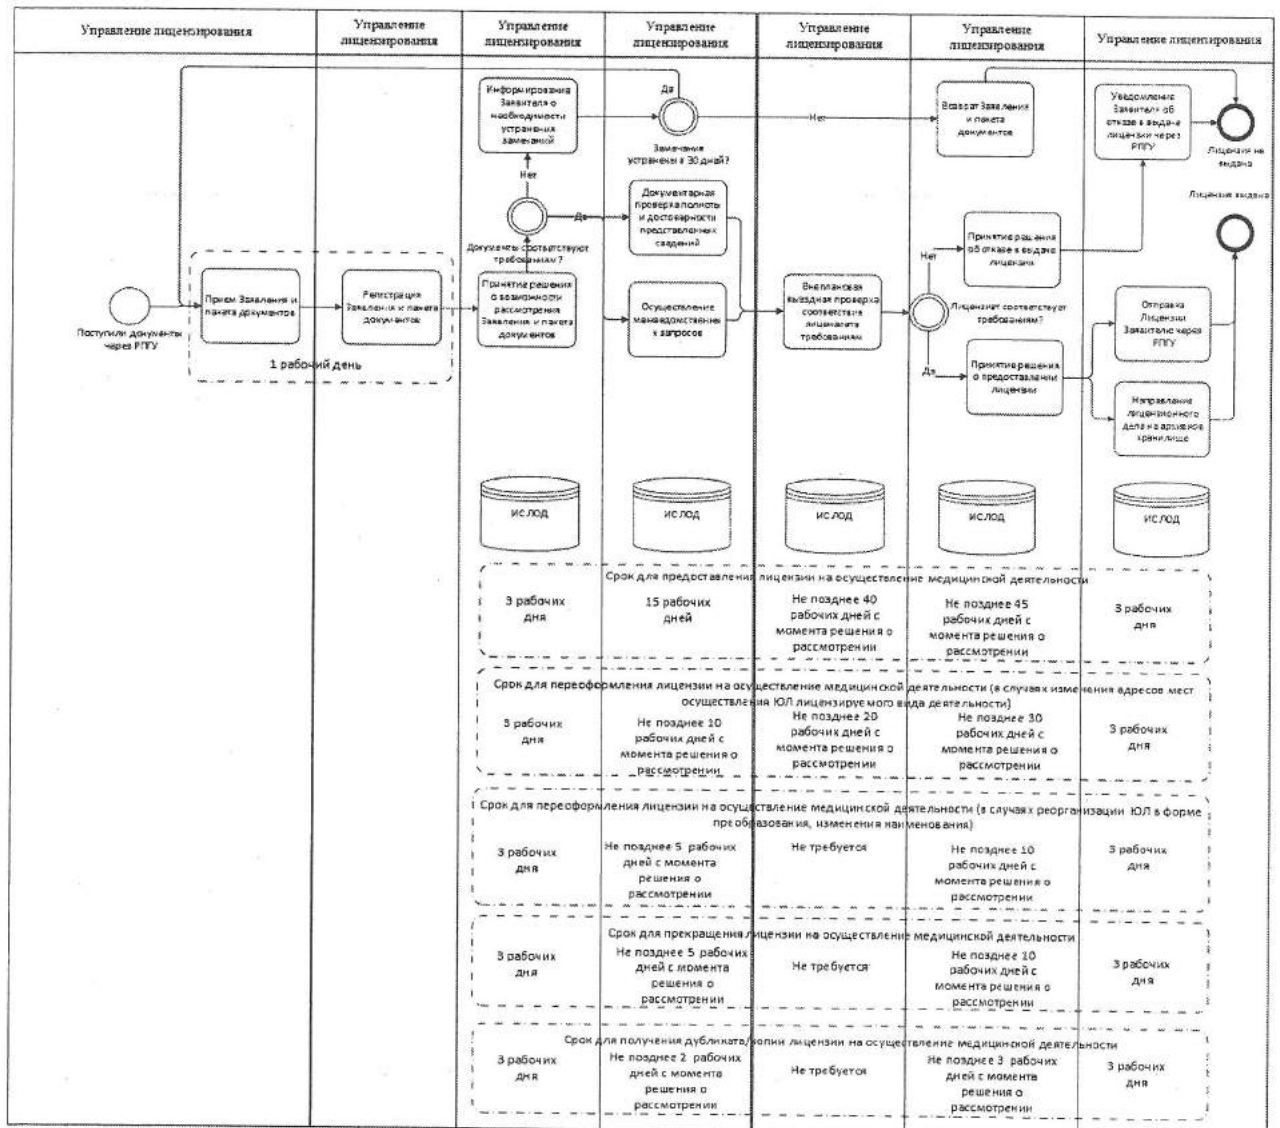 Управление лицензирования
Управление
лицензирования
Управление
лицензирования
Управление
лицензирования
Управление
лицензирования
Управление
лицензирования
Управление лицензирования
Информирование
Заявителя о
необходимости
устранения
замечаний
Да
Замечания
устранены в 30 дней?
Нет
Возврат Заявления
и пакета
документов
Уведомление
Заявителя об
отказе в выдаче
лицензии через
РПГУ
Лицензия не
выдана
Нет
Да
Документы соответствуют
требованиям?
Документарная
проверка полноты
и достоверности
представленных
сведений
Лицензия выдана
Нет
Принятие решения
об отказе в выдаче
лицензии
Поступили документы
через РПГУ
Прием Заявления и
пакета документов
Регистрация
Заявления и пакета
документов
1 рабочий день
Принятие решения
о возможности
рассмотрения
Заявления и пакета
документов
Осуществление
межведомственны
х запросов
Внеплановая
выездная проверка
соответствия
лицензиата
требованиям
Лицензиат соответствует
требованиям?
Да
Принятие решения
о предоставлении
лицензии
Отправка
Лицензии
Заявителю через
РПГУ
Направление
лицензионного
дела на архивное
хранилище
ИС ЛОД
ИС ЛОД
ИС ЛОД
ИС ЛОД
ИС ЛОД
Срок для предоставления лицензии на осуществление медицинской деятельности
3 рабочих
дня
15 рабочих
дней
Не позднее 40
рабочих дней с
момента решения о
рассмотрении
Не позднее 45
рабочих дней с
момента решения о
рассмотрении
3 рабочих
дня
Срок для переоформления лицензии на осуществление медицинской деятельности (в случаях изменения адресов мест
осуществления ЮЛ лицензируемого вида деятельности)
3 рабочих
дня
Не позднее 10
рабочих дней с
момента решения о
рассмотрении
Не позднее 20
рабочих дней с
момента решения о
рассмотрении
Не позднее 30
рабочих дней с
момента решения о
рассмотрении
3 рабочих
дня
Срок для переоформления лицензии на осуществление медицинской деятельности (в случаях реорганизации ЮЛ в форме
преобразования, изменения наименования)
3 рабочих
дня
Не позднее 5 рабочих
дней с момента
решения о
рассмотрении
Не требуется
Не позднее 10
рабочих дней с
момента решения о
рассмотрении
3 рабочих
дня
Срок для прекращения лицензии на осуществление медицинской деятельности
3 рабочих
дня
Не позднее 5 рабочих
дней с момента
решения о
рассмотрении
Не требуется
Не позднее 10
рабочих дней с
момента решения о
рассмотрении
3 рабочих
дня
Срок для получения дубликата/копии лицензии на осуществление медицинской деятельности
3 рабочих
дня
Не позднее 2 рабочих
дней с момента
решения о
рассмотрении
Не требуется
Не позднее 3 рабочих
дней с момента
решения о
рассмотрении
3 рабочих
дня